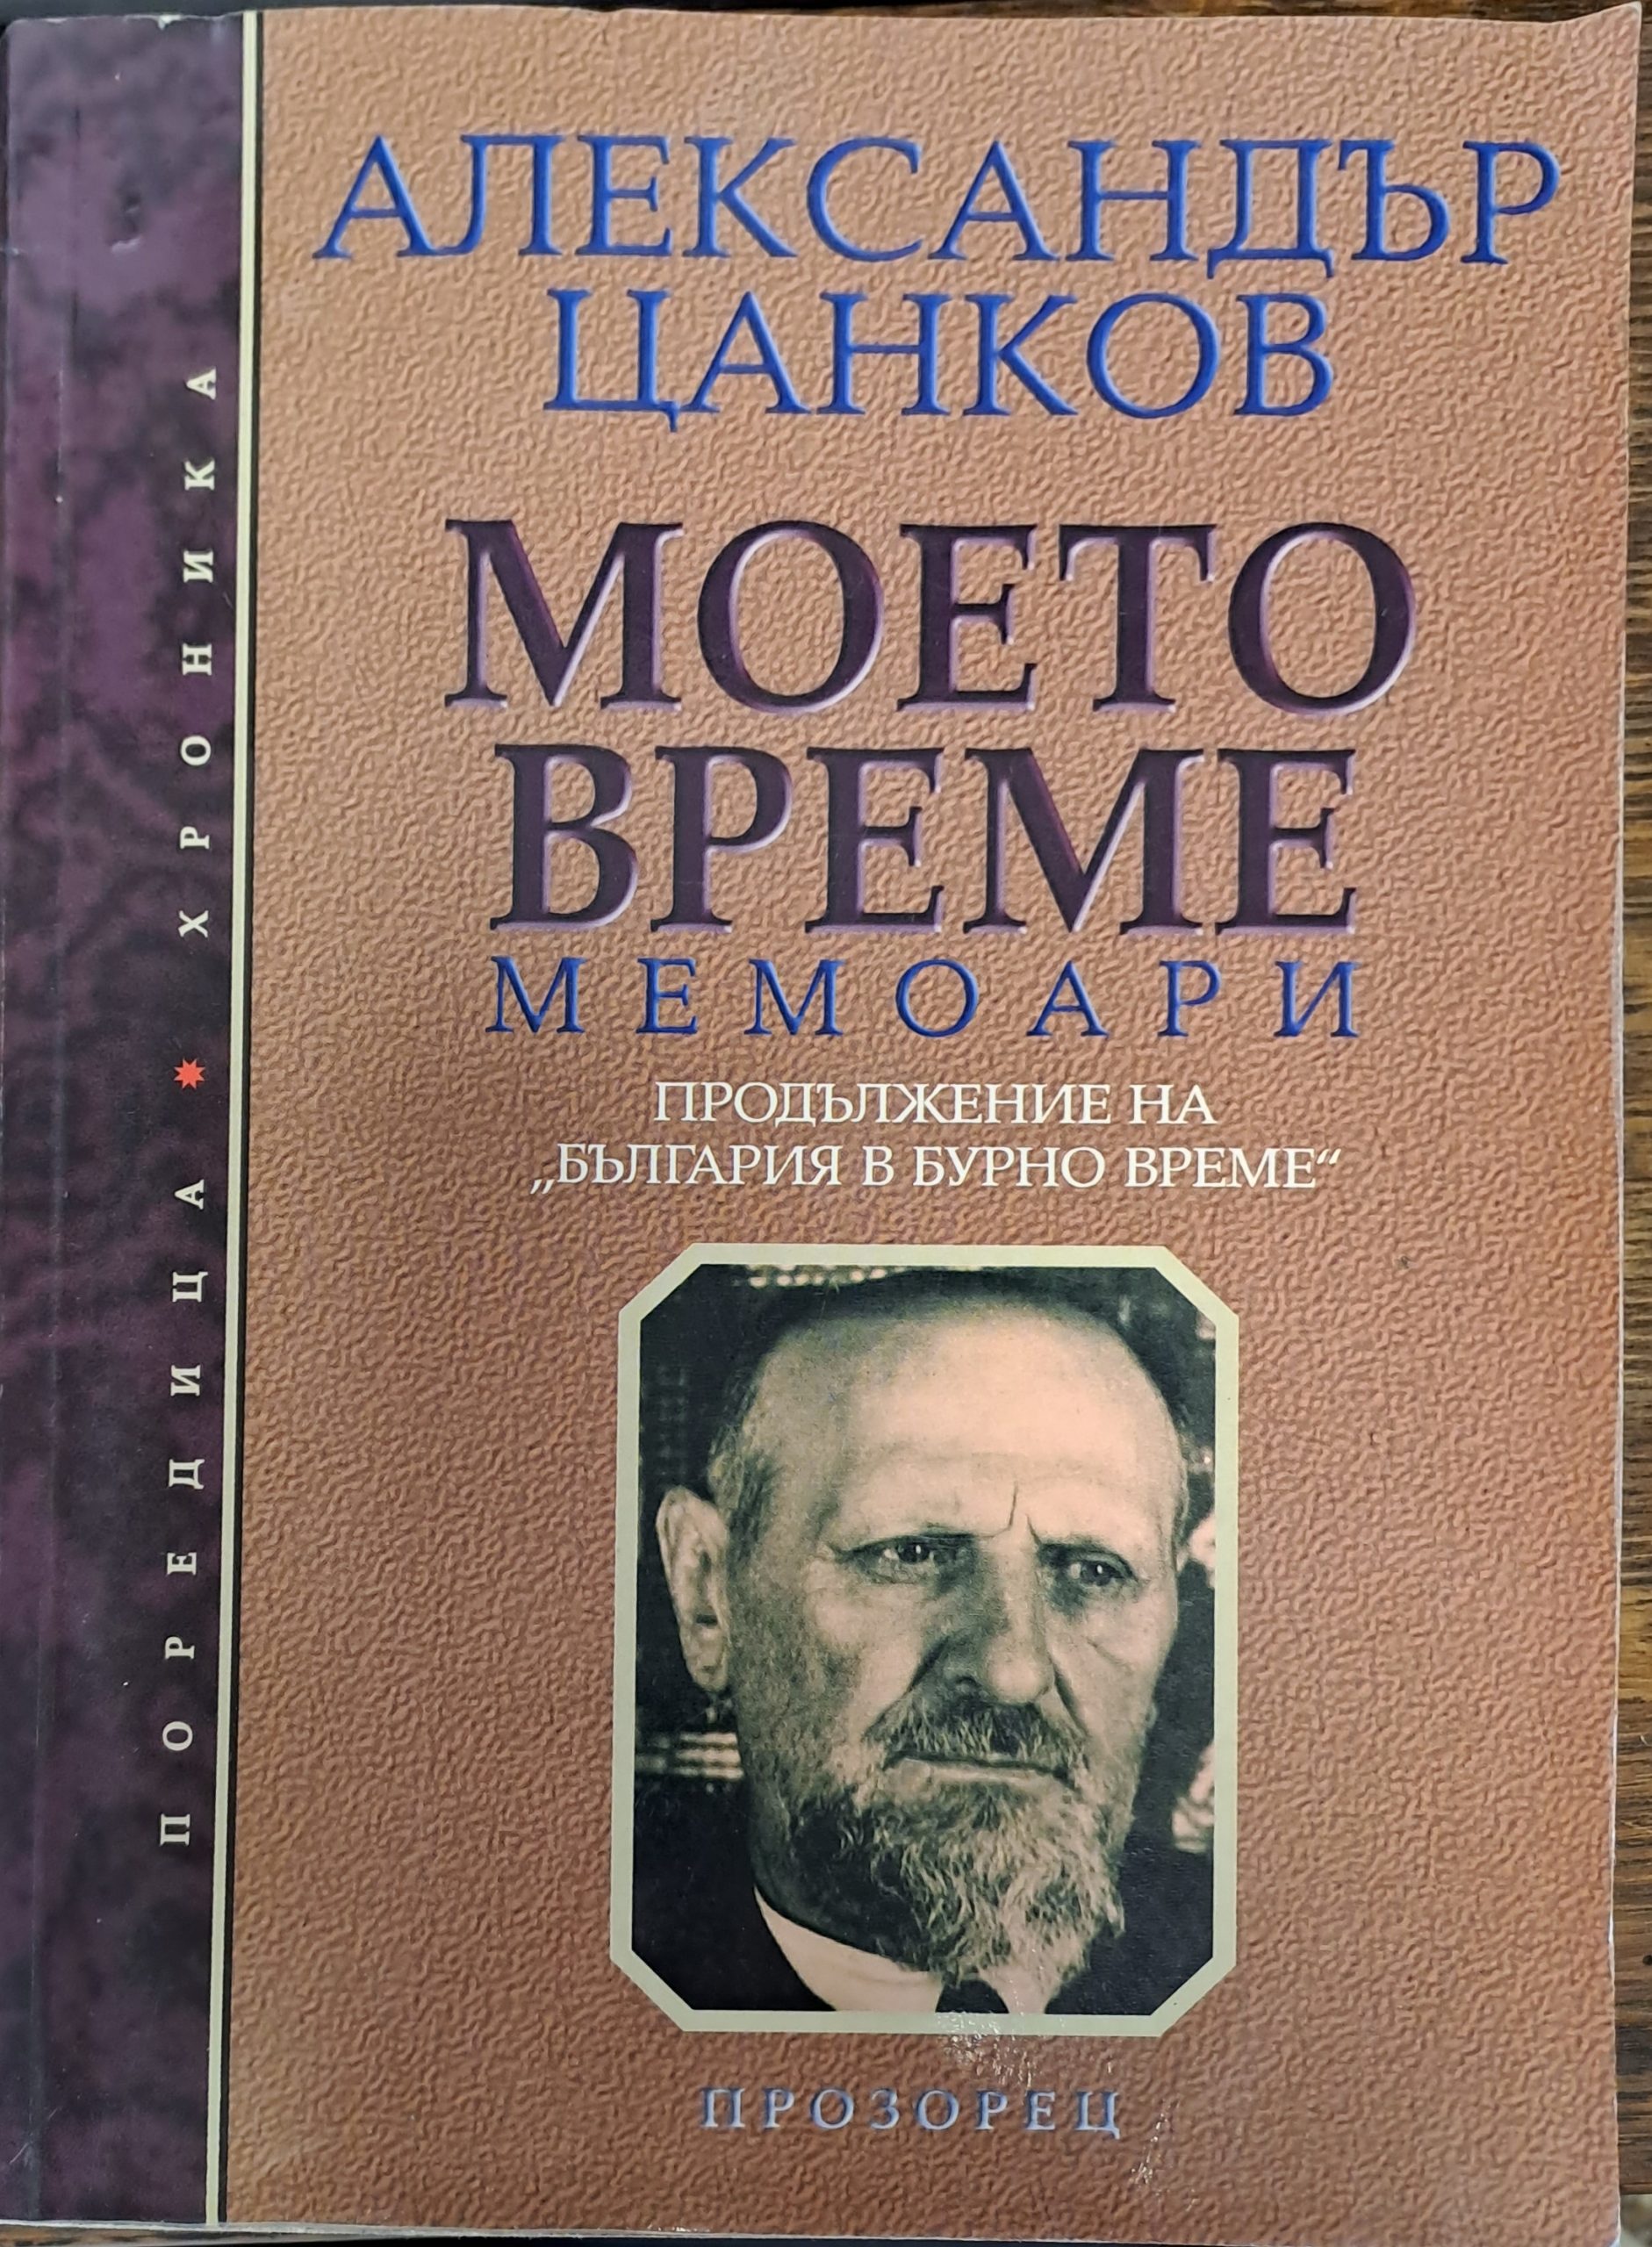 АЛЕКСАНДЪР
ЦАНКОВ
МОЕТО
ВРЕМЕ
МЕМОАРИ
ПРОДЪЛЖЕНИЕ НА
„БЪЛГАРИЯ В БУРНО ВРЕМЕ“
ПРОЗОРЕЦ
ПОРЕДИЦА * ХРОНИКА